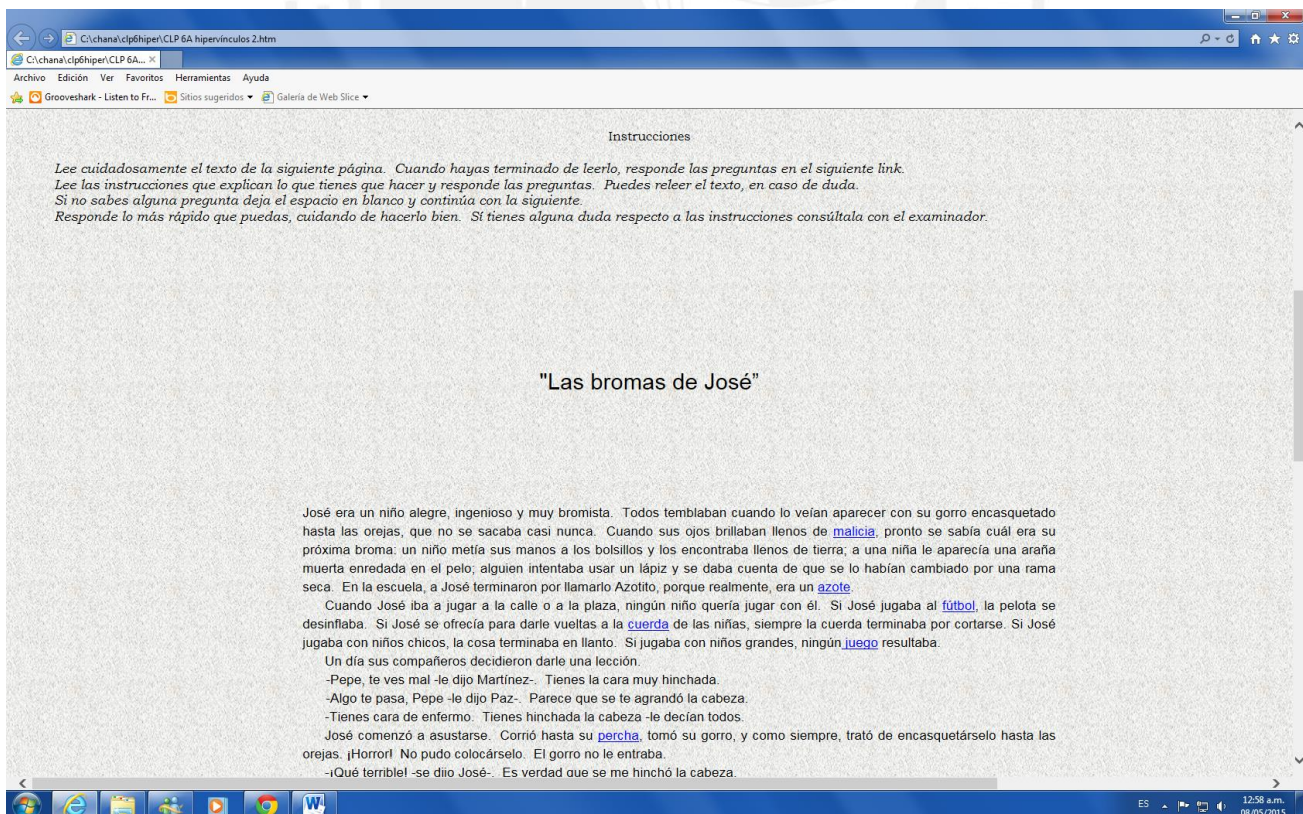 C:\chana\clp6hiper\CLP 6A hipervínculos 2.htm
C:\chana\clp6hiper\CLP 6A...
Archivo Edición Ver Favoritos Herramientas Ayuda
Grooveshark - Listen to Fr... Sitios sugeridos Galería de Web Slice
Instrucciones
Lee cuidadosamente el texto de la siguiente página. Cuando hayas terminado de leerlo, responde las preguntas en el siguiente link.
Lee las instrucciones que explican lo que tienes que hacer y responde las preguntas. Puedes releer el texto, en caso de duda.
Si no sabes alguna pregunta deja el espacio en blanco y continúa con la siguiente.
Responde lo más rápido que puedas, cuidando de hacerlo bien. Si tienes alguna duda respecto a las instrucciones consúltala con el examinador.
"Las bromas de José”
José era un niño alegre, ingenioso y muy bromista. Todos temblaban cuando lo veían aparecer con su gorro encasquetado
hasta las orejas, que no se sacaba casi nunca. Cuando sus ojos brillaban llenos de malicia, pronto se sabía cuál era su
próxima broma: un niño metía sus manos a los bolsillos y los encontraba llenos de tierra; a una niña le aparecía una araña
muerta enredada en el pelo; alguien intentaba usar un lápiz y se daba cuenta de que se lo habían cambiado por una rama
seca. En la escuela, a José terminaron por llamarlo Azotito, porque realmente, era un azote.
Cuando José iba a jugar a la calle o a la plaza, ningún niño quería jugar con él. Si José jugaba al fútbol, la pelota se
desinflaba. Si José se ofrecía para darle vueltas a la cuerda de las niñas, siempre la cuerda terminaba por cortarse. Si José
jugaba con niños chicos, la cosa terminaba en llanto. Si jugaba con niños grandes, ningún juego resultaba.
Un día sus compañeros decidieron darle una lección.
-Pepe, te ves mal -le dijo Martínez-. Tienes la cara muy hinchada.
-Algo te pasa, Pepe -le dijo Paz-. Parece que se te agrandó la cabeza.
-Tienes cara de enfermo. Tienes hinchada la cabeza -le decían todos.
José comenzó a asustarse. Corrió hasta su percha, tomó su gorro, y como siempre, trató de encasquetárselo hasta las
orejas. ¡Horror! No pudo colocárselo. El gorro no le entraba.
-¡Qué terrible! -se dijo José-. Es verdad que se me hinchó la cabeza.
ES 12:58 a.m.
08/05/2015